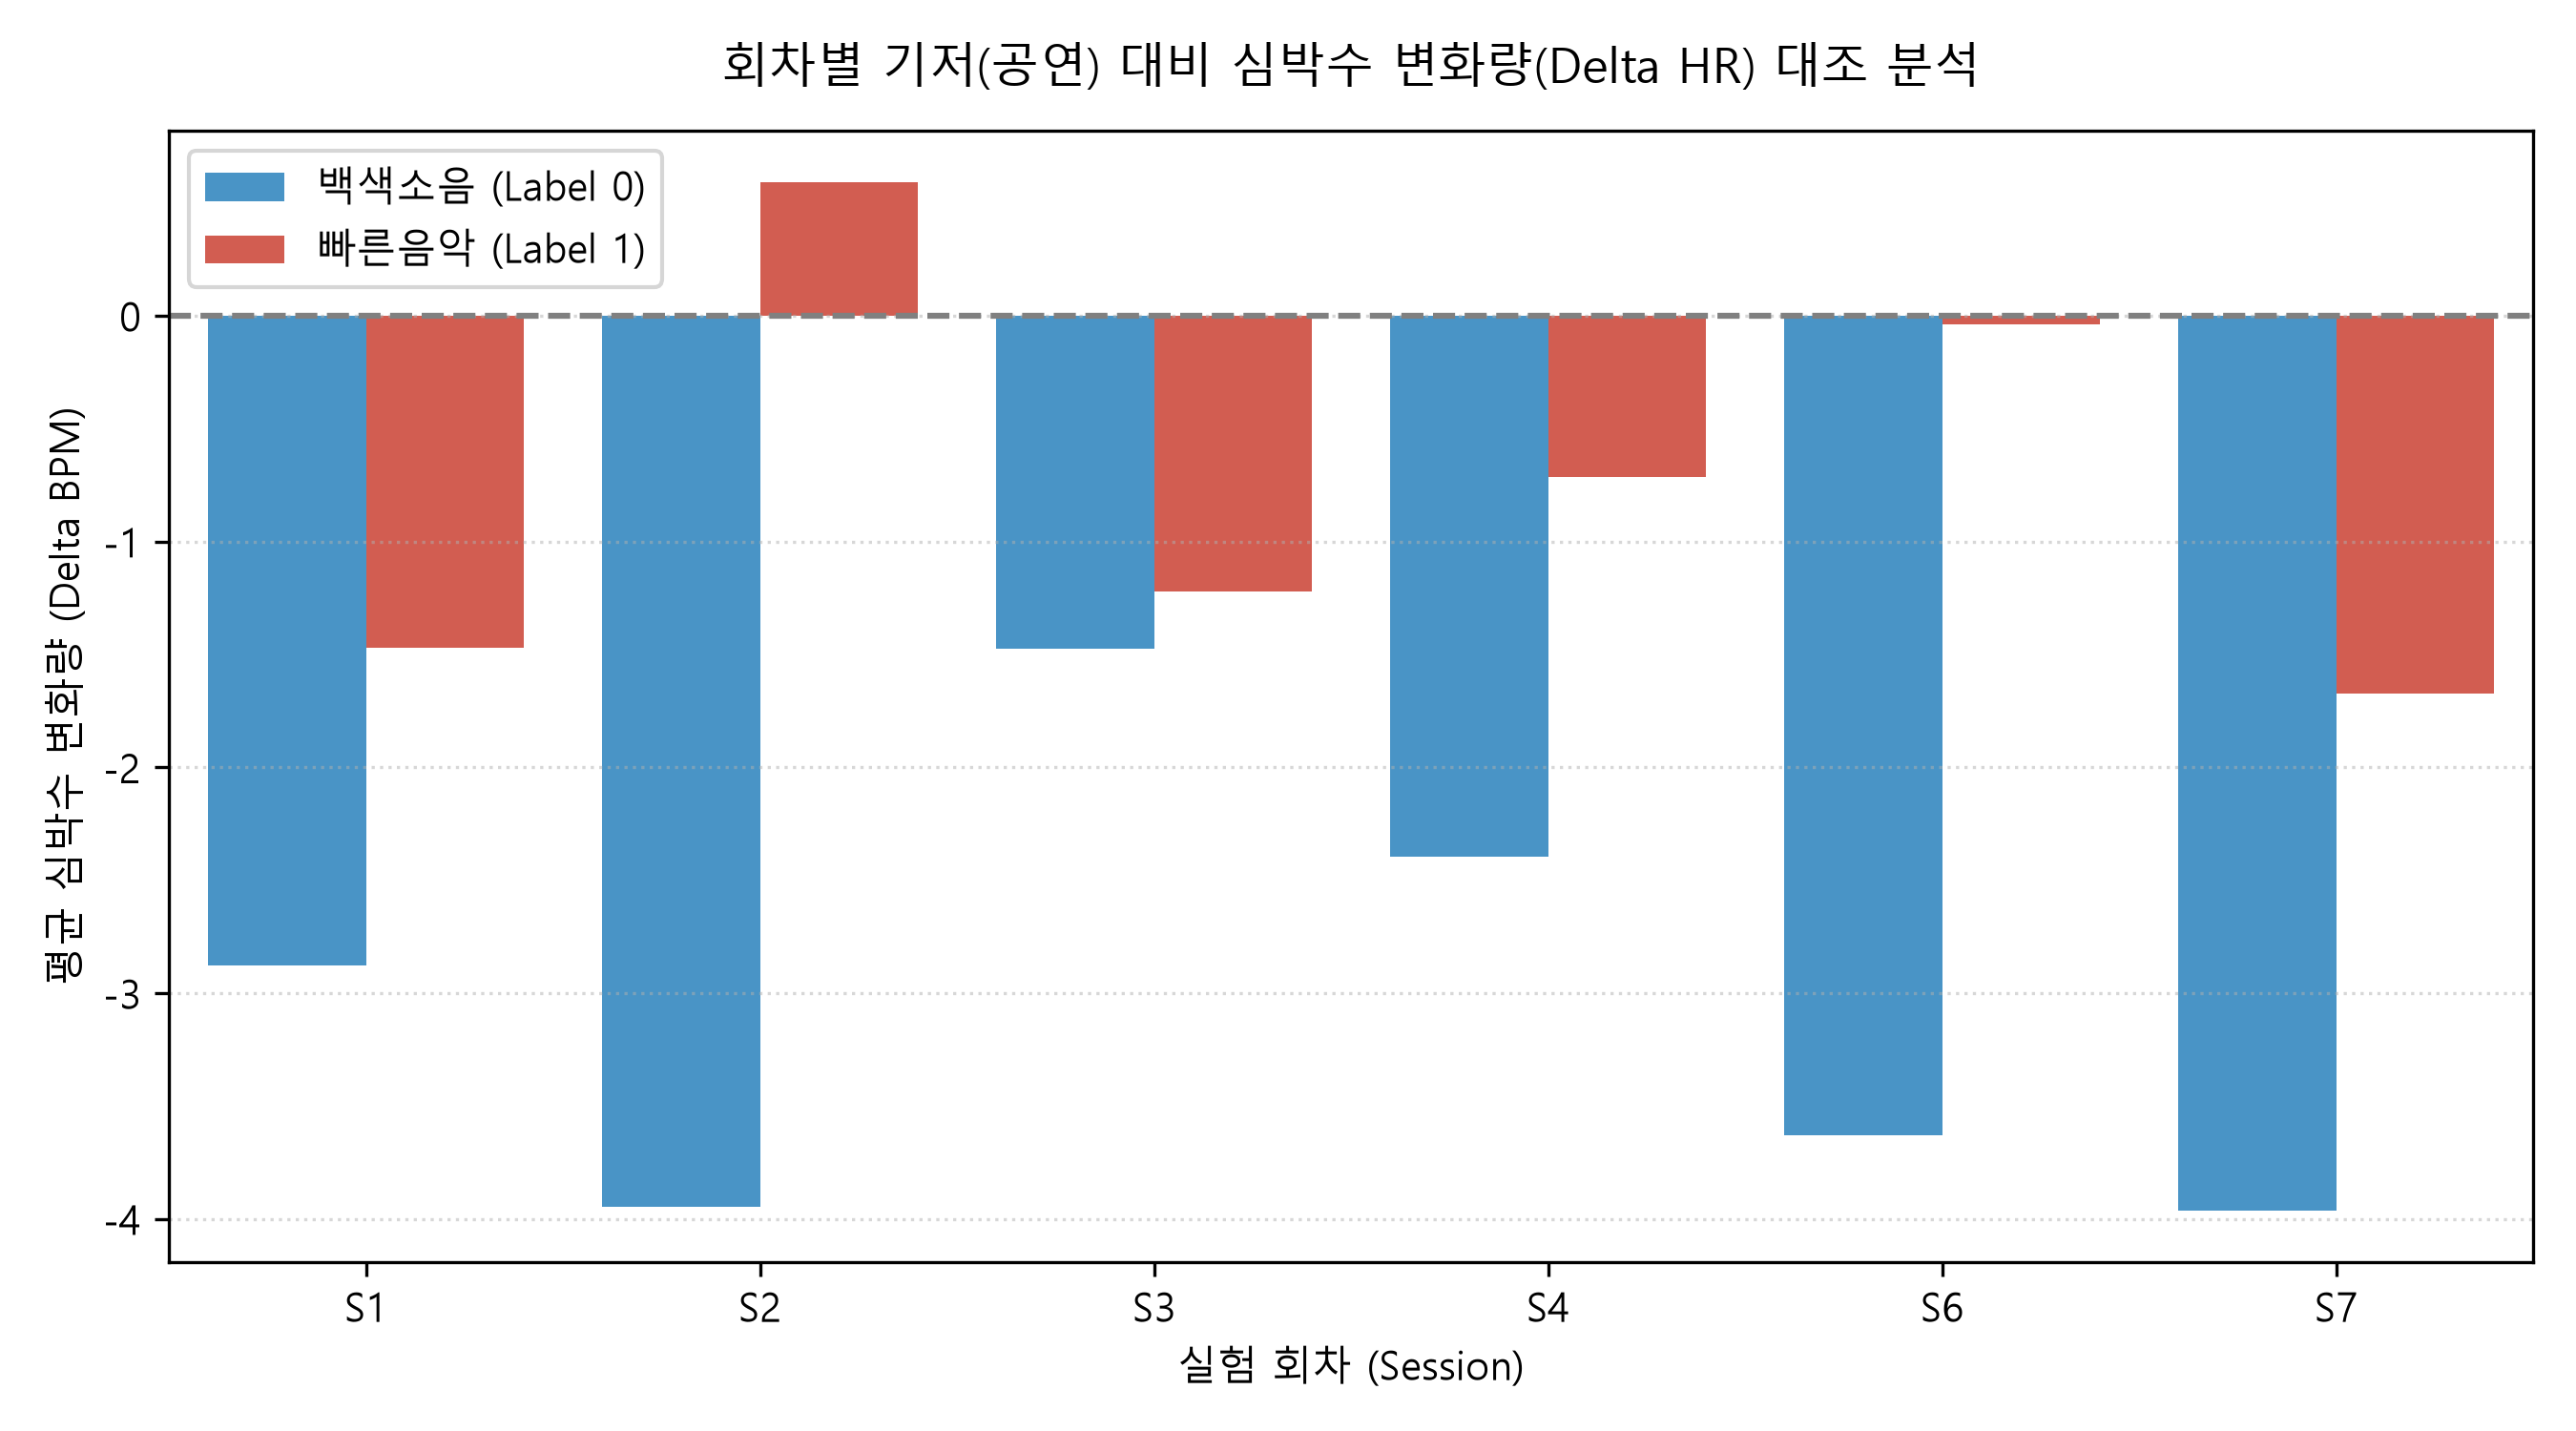 회차별 기저(공연) 대비 심박수 변화량(Delta HR) 대조 분석
백색소음 (Label 0)
빠른음악 (Label 1)
평균 심박수 변화량 (Delta BPM)
0
-1
-2
-3
-4
S1
S2
S3
S4
S6
S7
실험 회차 (Session)